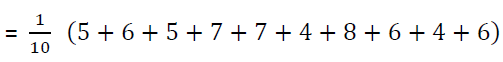 = 1/10 (5 + 6 + 5 + 7 + 7 + 4 + 8 + 6 + 4 + 6)